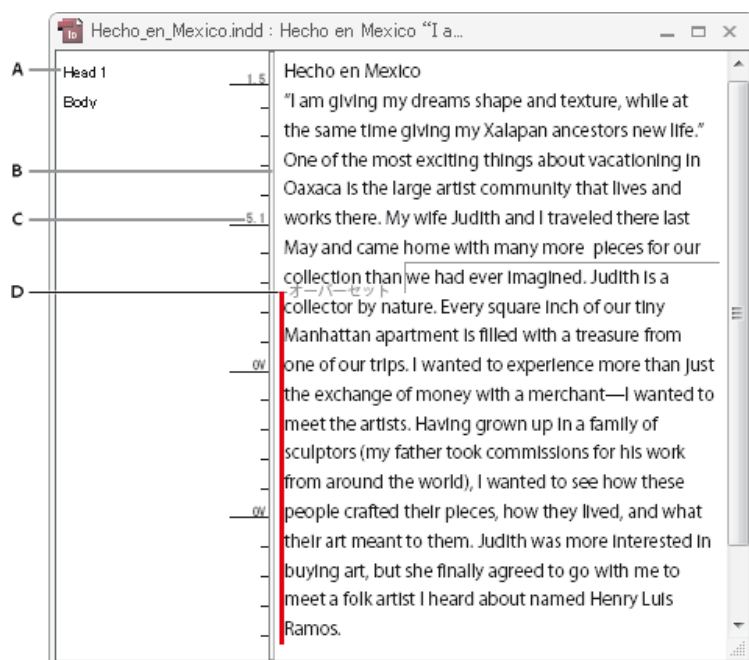 Hecho_en_Mexico.indd : Hecho en Mexico “I a...
A
Head 1
1.5
Hecho en Mexico
Body
“I am giving my dreams shape and texture, while at
the same time giving my Xalapan ancestors new life.”
B
One of the most exciting things about vacationing in
Oaxaca is the large artist community that lives and
C
5.1
works there. My wife Judith and I traveled there last
May and came home with many more pieces for our
collection than we had ever imagined. Judith is a
D
オーバーセット
collector by nature. Every square inch of our tiny
Manhattan apartment is filled with a treasure from
OV
one of our trips. I wanted to experience more than just
the exchange of money with a merchant—I wanted to
meet the artists. Having grown up in a family of
sculptors (my father took commissions for his work
from around the world), I wanted to see how these
OV
people crafted their pieces, how they lived, and what
their art meant to them. Judith was more interested in
buying art, but she finally agreed to go with me to
meet a folk artist I heard about named Henry Luis
Ramos.